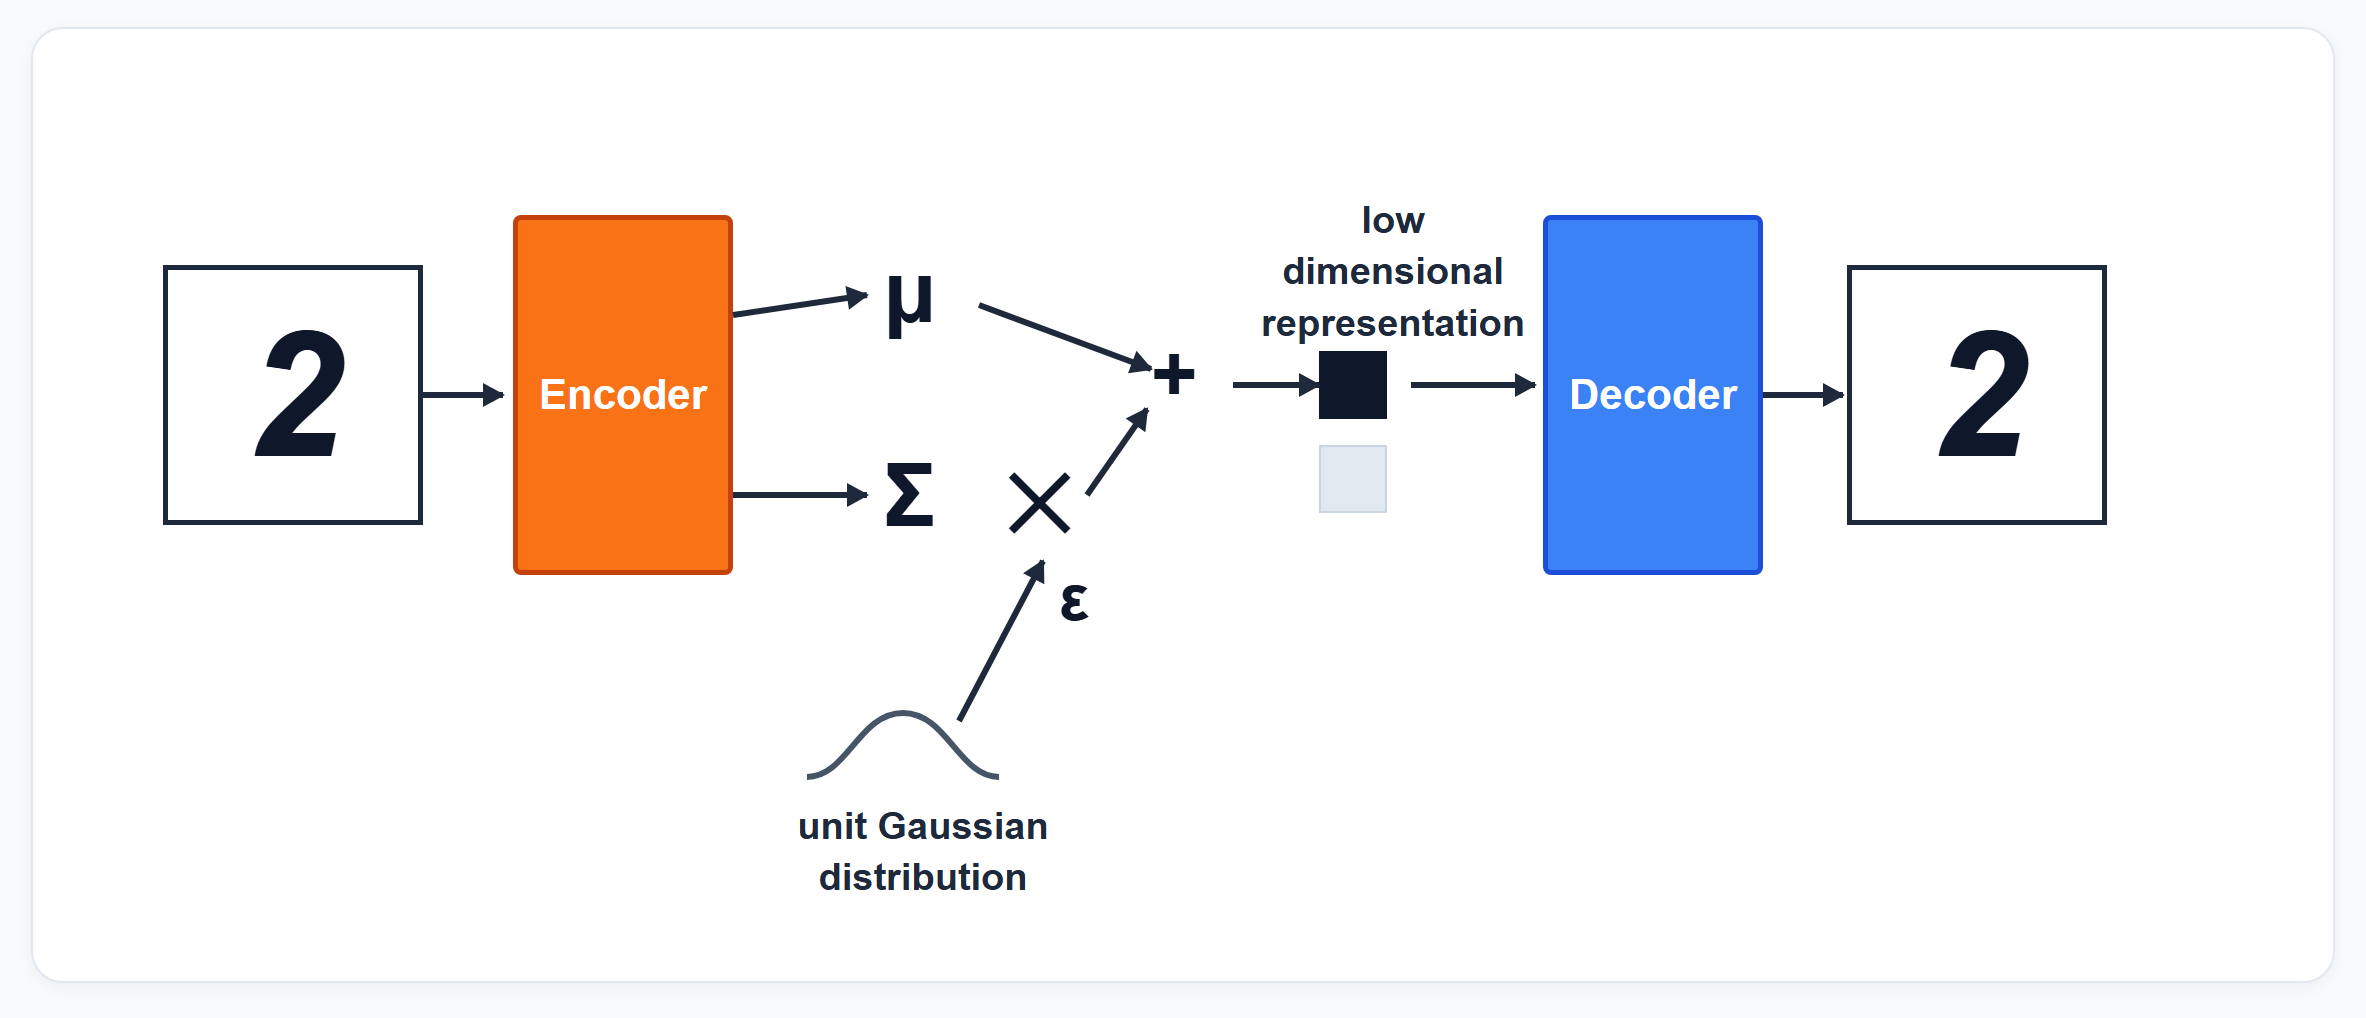 2
Encoder
μ
Σ
×
ε
unit Gaussian
distribution
+
low
dimensional
representation
Decoder
2